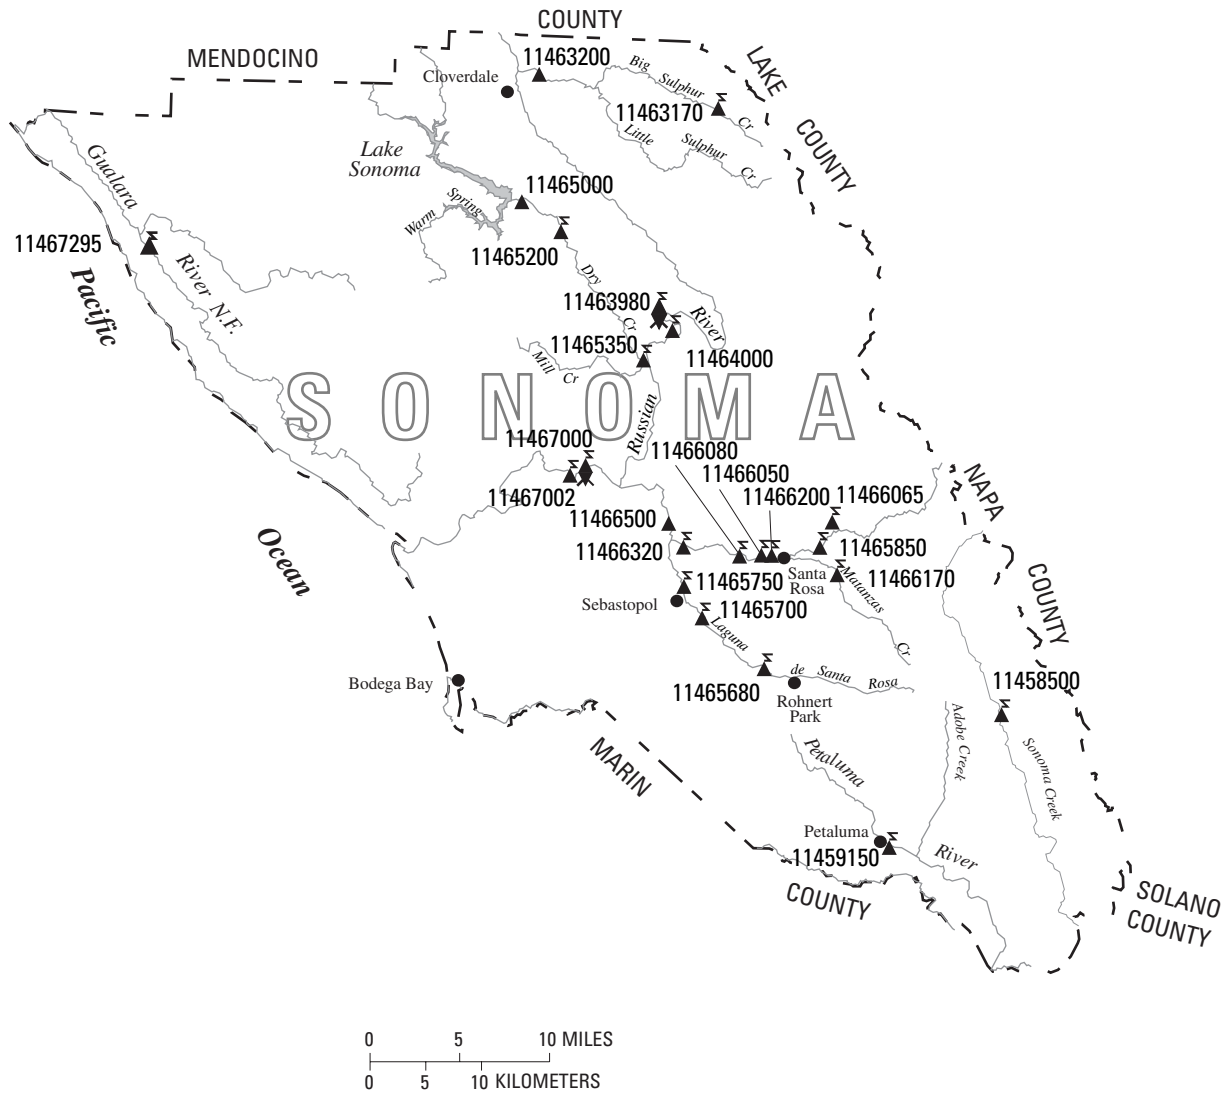 COUNTY
MENDOCINO
LAKE
COUNTY
11463200
Cloverdale
Big
Sulphur
Cr
11463170
Little
Sulphur
Cr
Lake
Sonoma
Gualara
11465000
Warm
Spring
11465200
11467295
River
N.F.
Pacific
Dry
Cr
11463980
River
11465350
11464000
Mill
Cr
SONOMA
Russian
11467000
11466080
11466050
11467002
11466200
11466065
NAPA
COUNTY
11466500
11466320
11465850
Ocean
Santa
Rosa
11465750
Matanzas
Cr
11466170
Sebastopol
11465700
Laguna
de
Santa
Rosa
Bodega Bay
11465680
Rohnert
Park
11458500
Adobe Creek
Sonoma Creek
MARIN
COUNTY
Petaluma
River
Petaluma
11459150
SOLANO
COUNTY
0 5 10 MILES
0 5 10 KILOMETERS